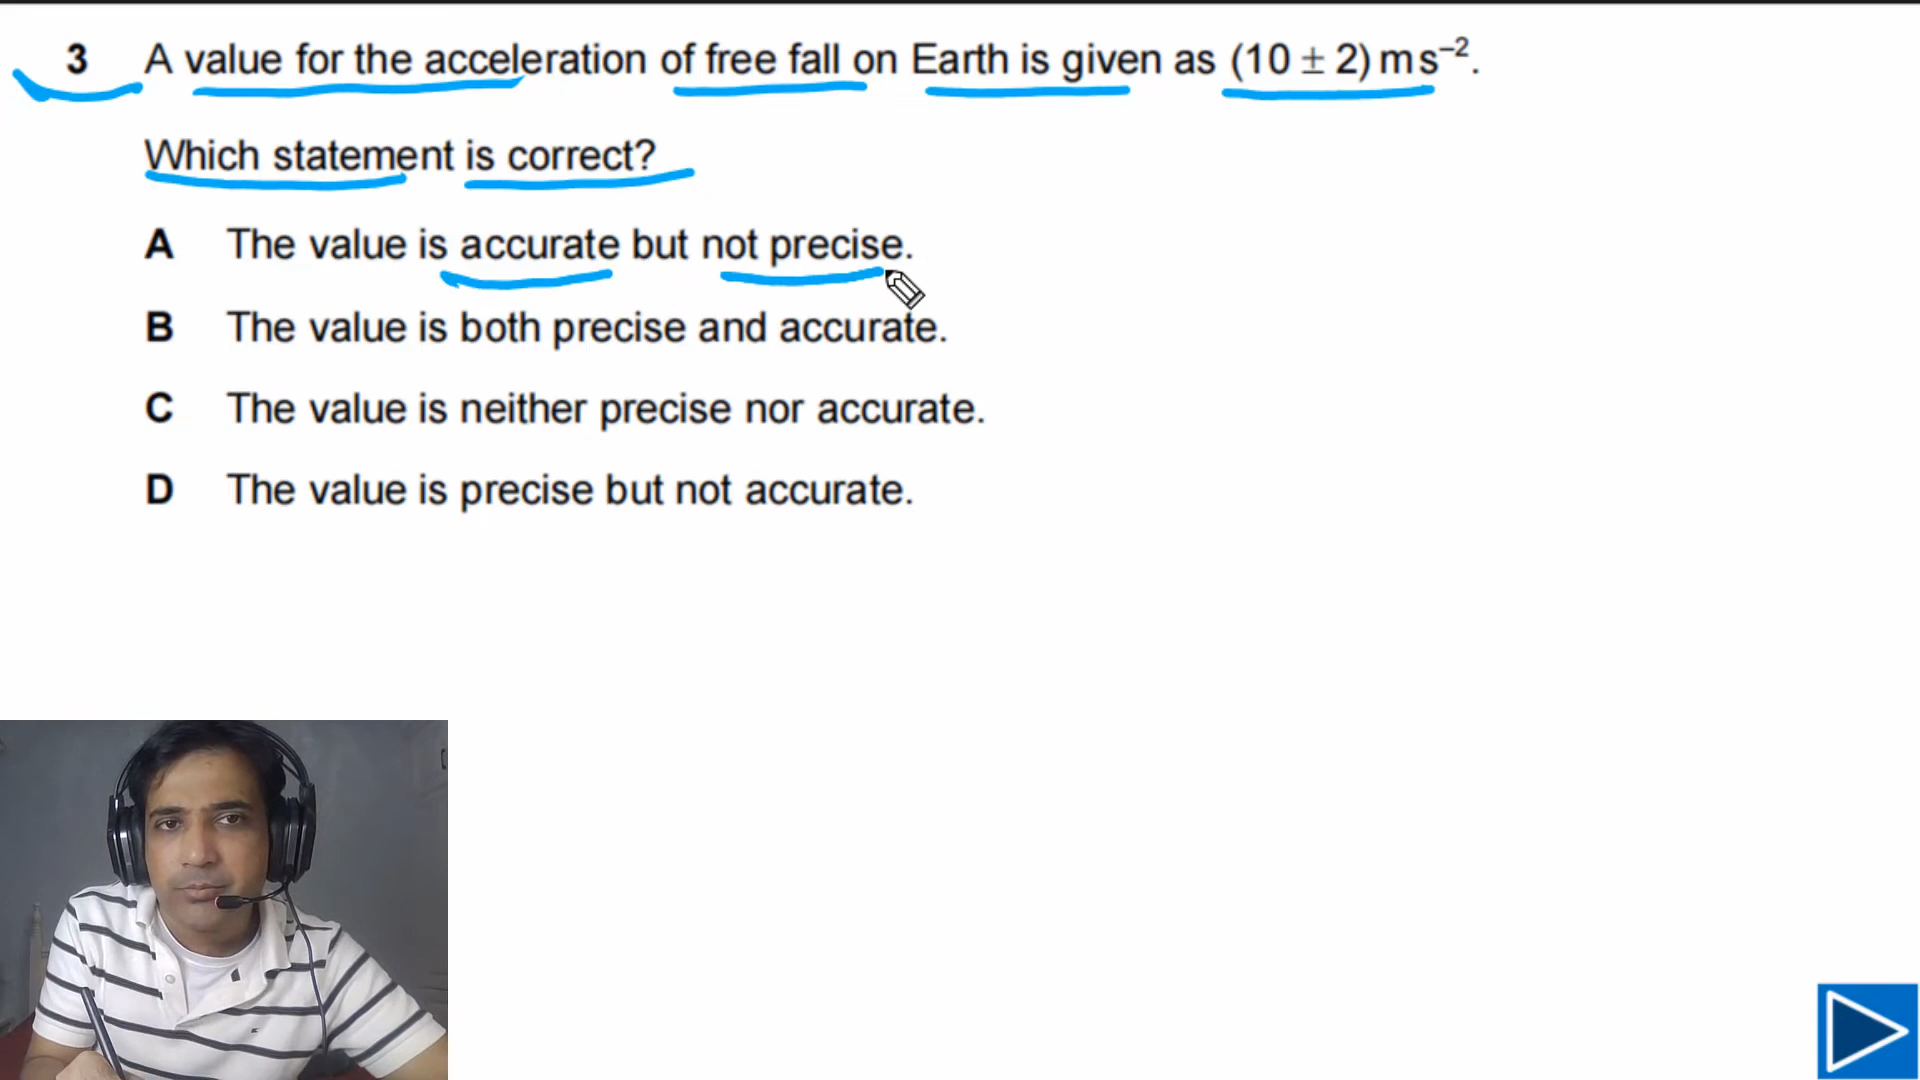 3 A value for the acceleration of free fall on Earth is given as (10 ± 2) m s⁻².
Which statement is correct?
A The value is accurate but not precise.
B The value is both precise and accurate.
C The value is neither precise nor accurate.
D The value is precise but not accurate.